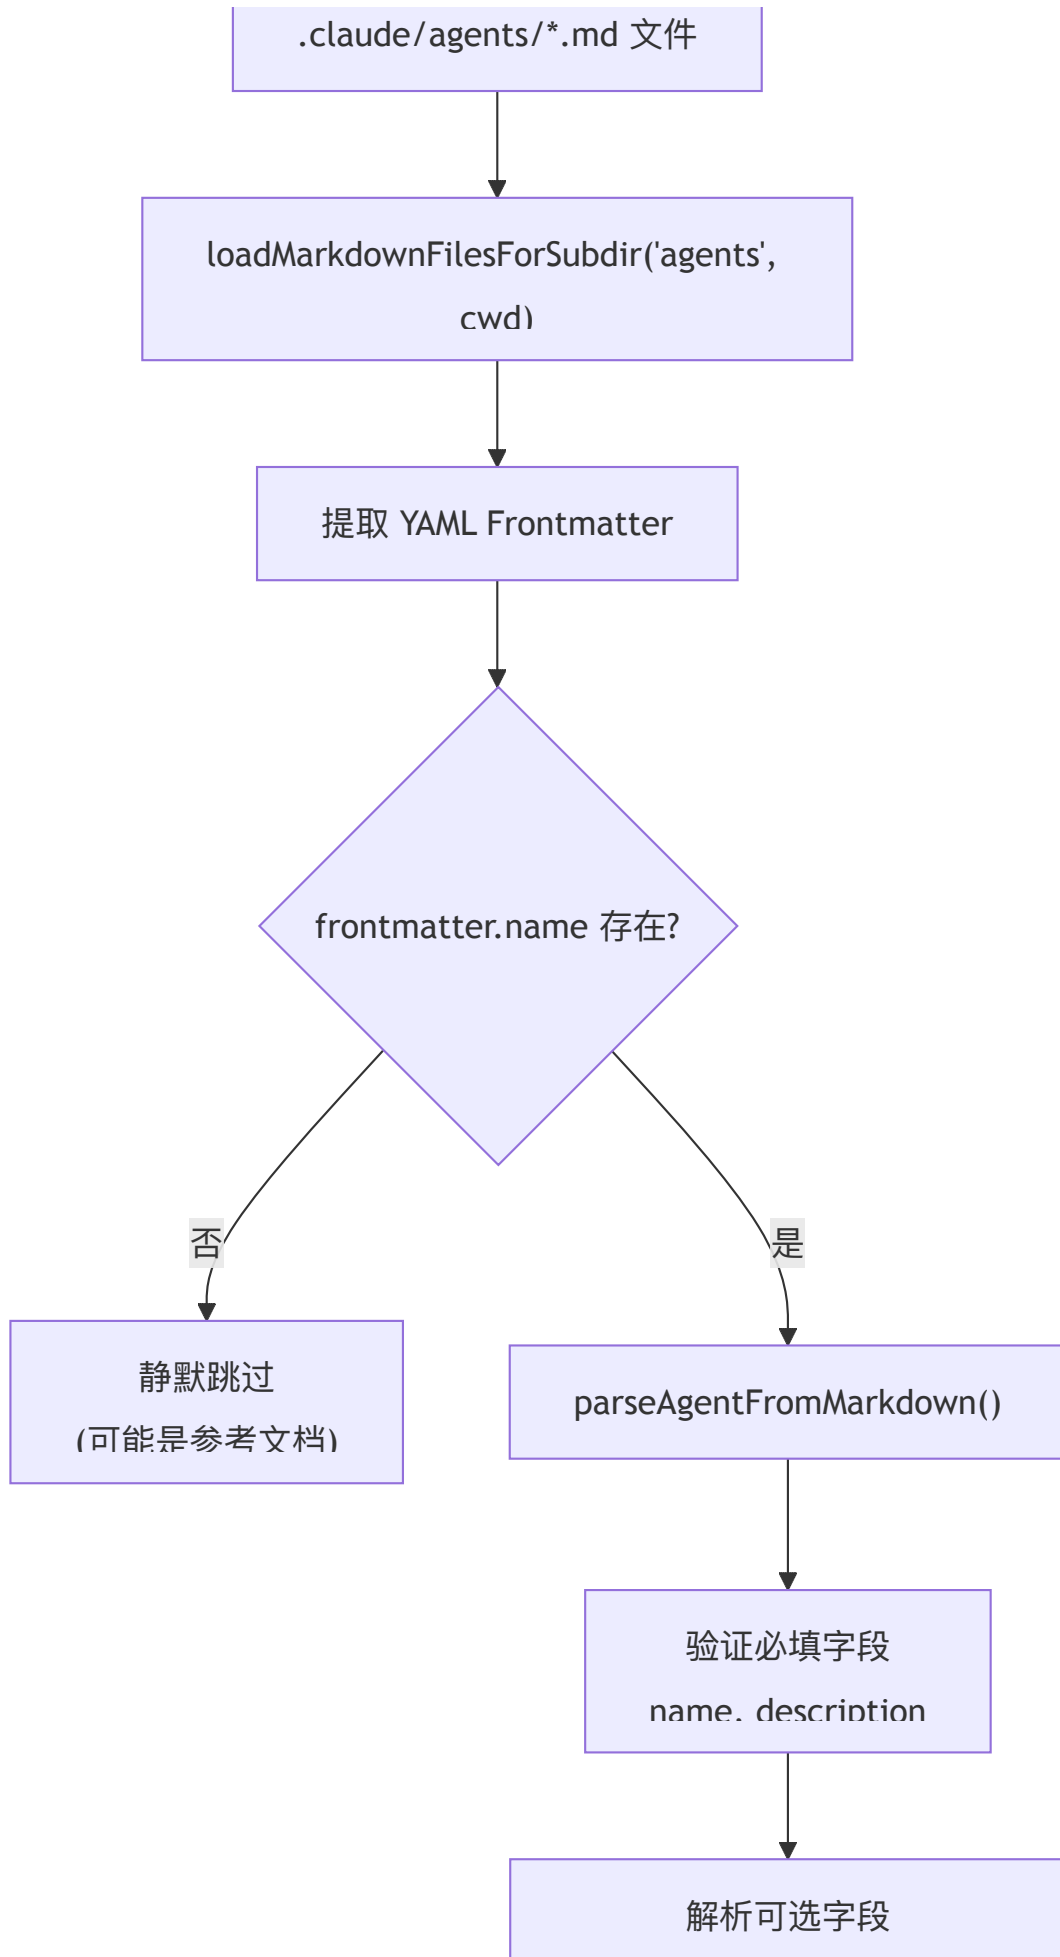 .claude/agents/*.md 文件
loadMarkdownFilesForSubdir('agents',
cwd)
提取 YAML Frontmatter
frontmatter.name 存在?
否
是
静默跳过
(可能是参考文档)
parseAgentFromMarkdown()
验证必填字段
name, description
解析可选字段